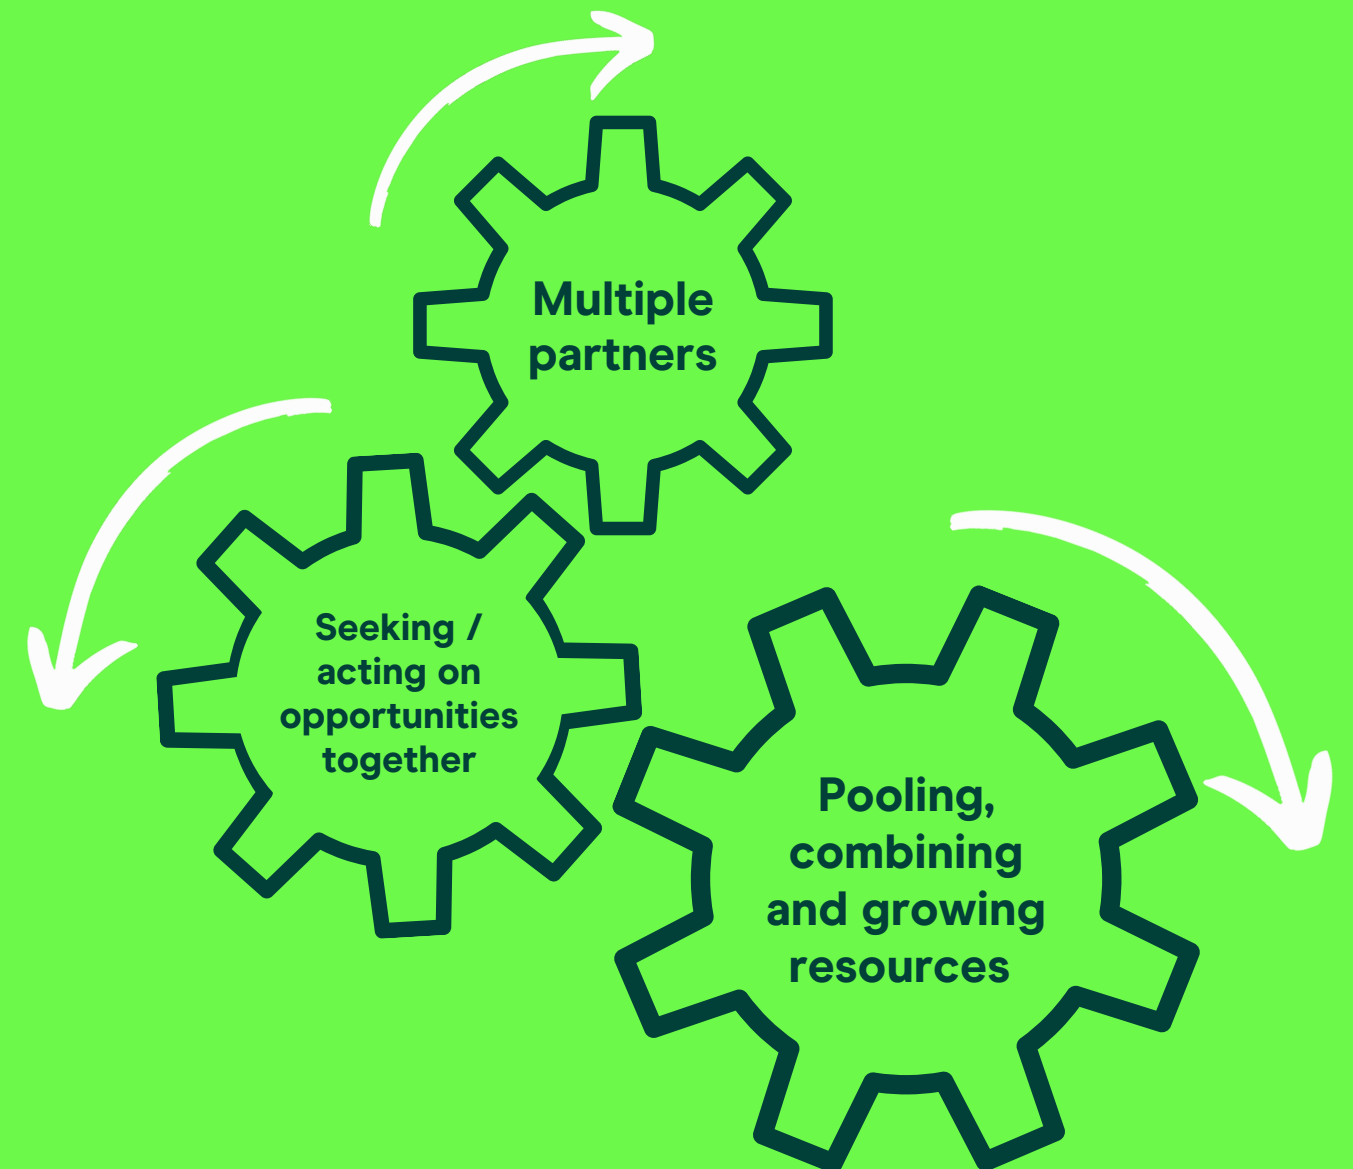 Multiple
partners
Seeking /
acting on
opportunities
together
Pooling,
combining
and growing
resources